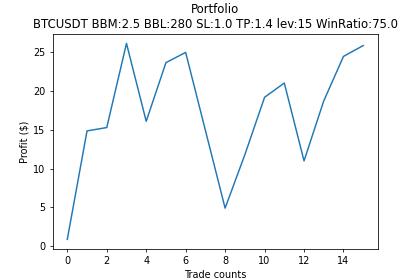 Portfolio
BTCUSDT BBM:2.5 BBL:280 SL:1.0 TP:1.4 lev:15 WinRatio:75.0
25
20
15
10
5
0
Profit ($)
0 2 4 6 8 10 12 14
Trade counts